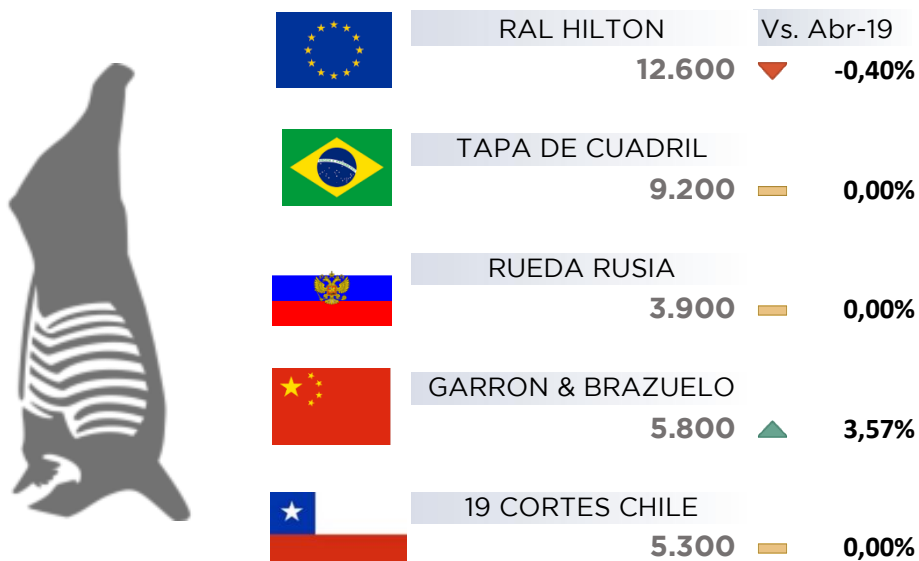 RAL HILTON Vs. Abr-19
12.600 -0,40%
TAPA DE CUADRIL
9.200 0,00%
RUEDA RUSIA
3.900 0,00%
GARRON & BRAZUELO
5.800 3,57%
19 CORTES CHILE
5.300 0,00%